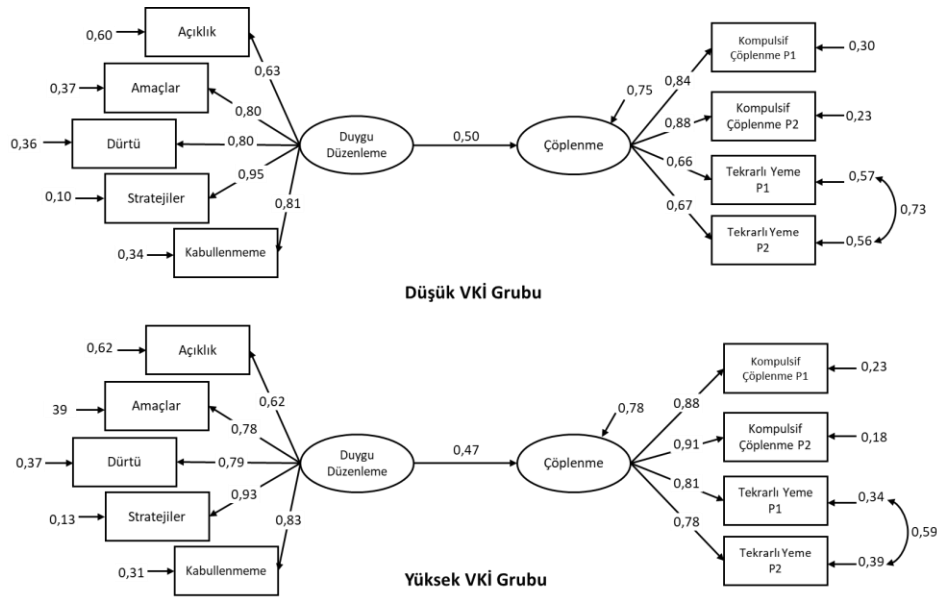 0,60
Açıklık
0,63
0,37
Amaçlar
0,80
0,36
Dürtü
0,80
0,10
Stratejiler
0,95
0,34
Kabullenmeme
0,81
Duygu
Düzenleme
0,50
0,75
Çöplenme
0,84
Kompulsif
Çöplenme P1
0,30
0,88
Kompulsif
Çöplenme P2
0,23
0,66
Tekrarlı Yeme
P1
0,57
0,67
Tekrarlı Yeme
P2
0,56
0,73
Düşük VKİ Grubu
0,62
Açıklık
0,62
39
Amaçlar
0,78
0,37
Dürtü
0,79
0,13
Stratejiler
0,93
0,31
Kabullenmeme
0,83
Duygu
Düzenleme
0,47
0,78
Çöplenme
0,88
Kompulsif
Çöplenme P1
0,23
0,91
Kompulsif
Çöplenme P2
0,18
0,81
Tekrarlı Yeme
P1
0,34
0,78
Tekrarlı Yeme
P2
0,39
0,59
Yüksek VKİ Grubu